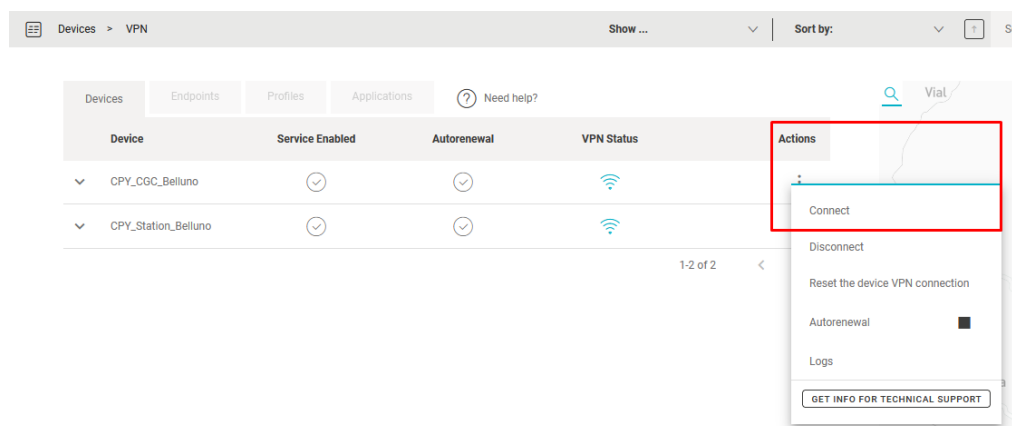 Devices > VPN Show ... Sort by: S
Devices Endpoints Profiles Applications ? Need help? Vial
Device Service Enabled Autorenewal VPN Status Actions
CPY_CGC_Belluno
Connect
CPY_Station_Belluno
Disconnect
1-2 of 2 <
Reset the device VPN connection
Autorenewal
Logs
a
GET INFO FOR TECHNICAL SUPPORT